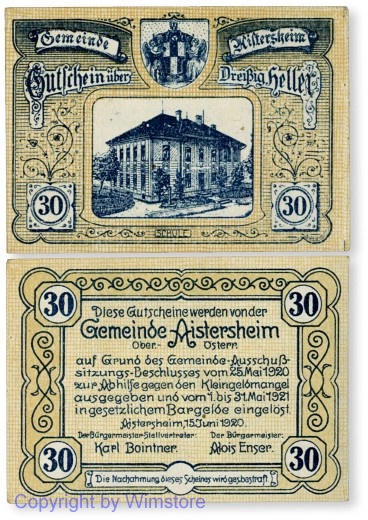 Gemeinde Aistersheim
Gutschein über Dreißig Heller
30 30
SCHULE
30 30
Diese Gutscheine werden von der
Gemeinde Aistersheim
Ober- Österr.
auf Grund des Gemeinde-Ausschuß-
sitzungs-Beschlusses vom 25. Mai 1920
zur Abhilfe gegen den Kleingeldmangel
ausgegeben und vom 1. bis 31. Mai 1921
in gesetzlichem Bargelde eingelöst.
Aistersheim, 15. Juni 1920.
Der Bürgermeister-Stellvertreter: Der Bürgermeister:
Karl Bointner. Alois Enser.
30 30
Die Nachahmung dieses Scheines wird gesbestraft.
Copyright by Wimstore